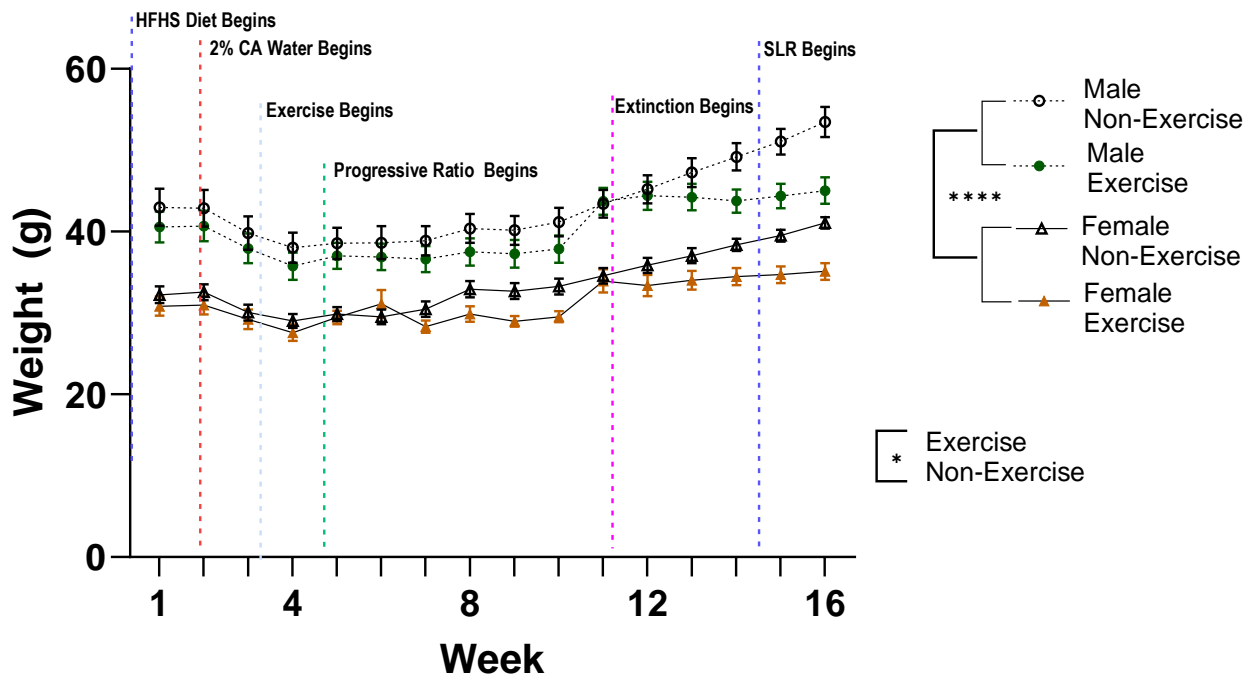 HFHS Diet Begins
2% CA Water Begins
SLR Begins
Exercise Begins
Extinction Begins
Progressive Ratio Begins
60
40
20
0
Weight (g)
1
4
8
12
16
Week
Male
Non-Exercise
Male
Exercise
****
Female
Non-Exercise
Female
Exercise
*
Exercise
Non-Exercise